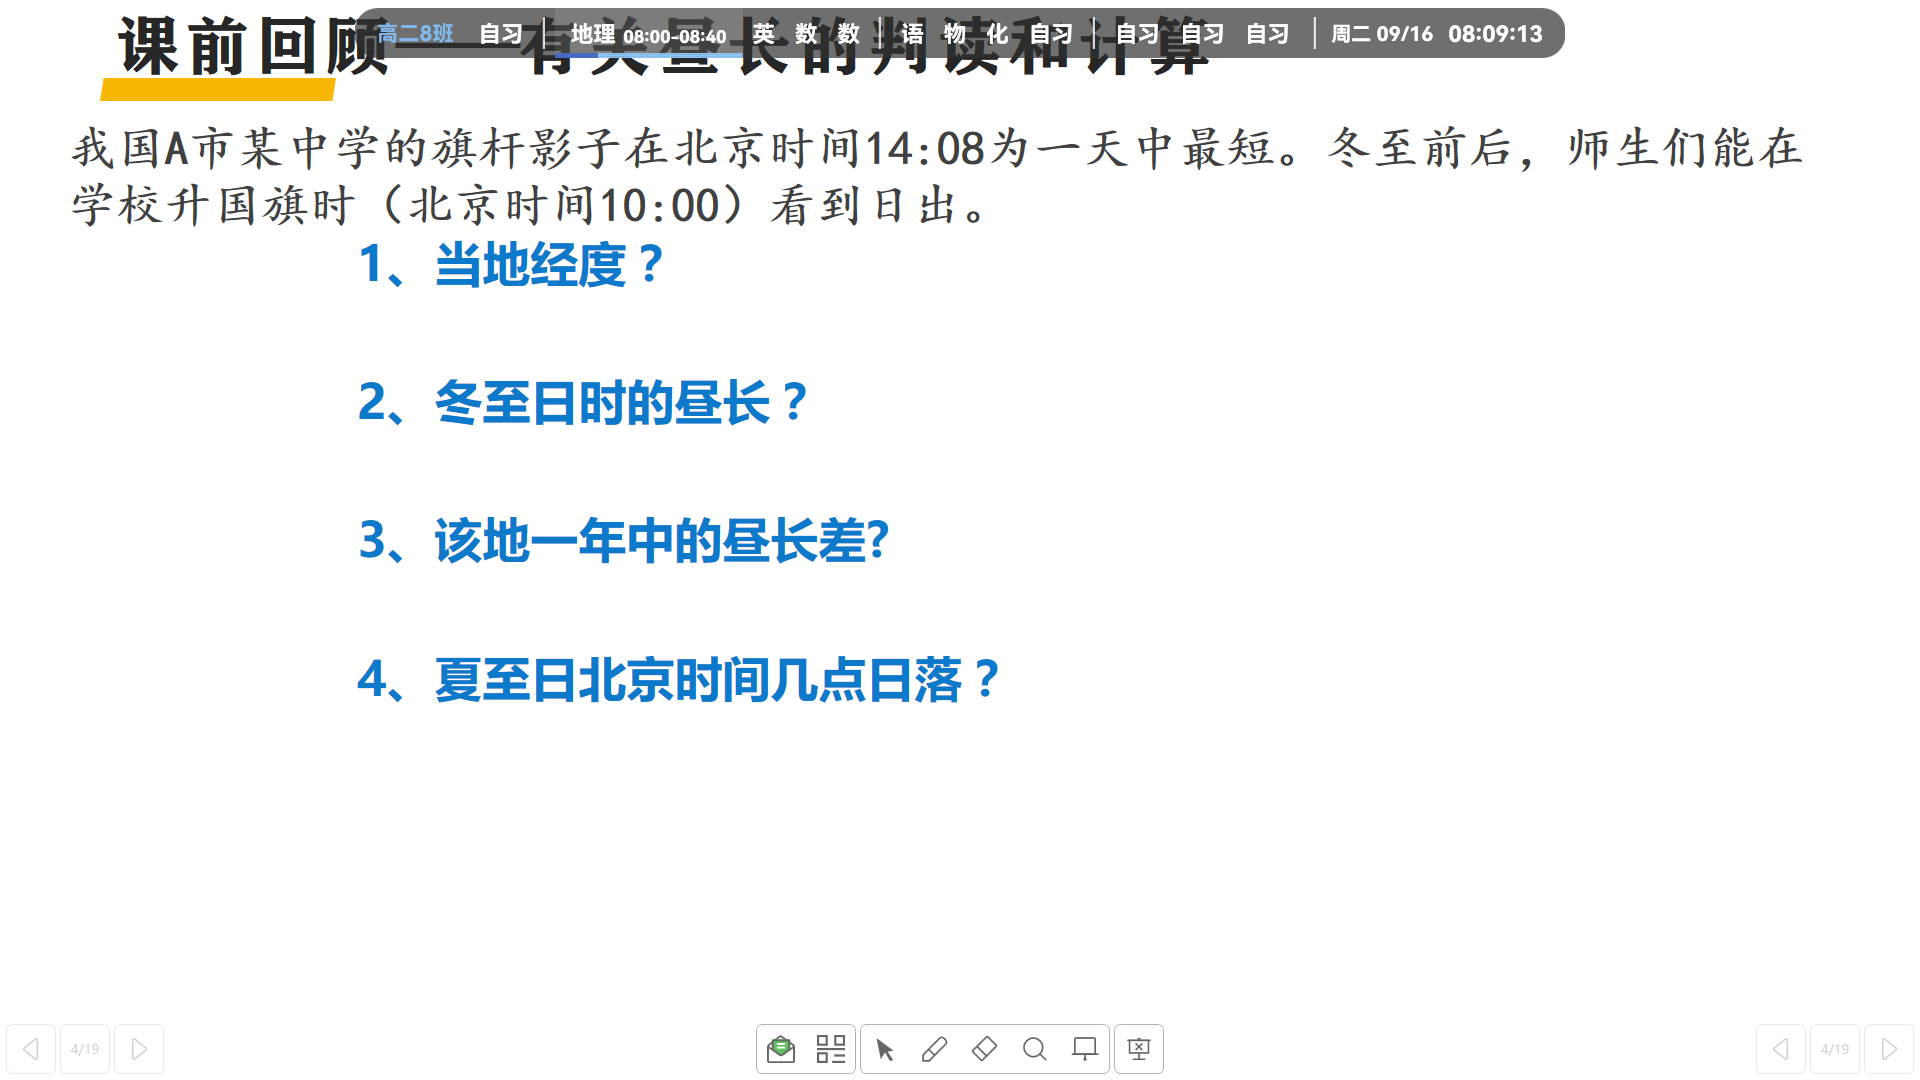 高二8班 自习 地理 08:00-08:40 英 数 数 语 物 化 自习 自习 自习 自习 周二 09/16 08:09:13
课前回顾——有关昼长的判读和计算
我国A市某中学的旗杆影子在北京时间14:08为一天中最短。冬至前后，师生们能在
学校升国旗时（北京时间10:00）看到日出。
1、当地经度？
2、冬至日时的昼长？
3、该地一年中的昼长差?
4、夏至日北京时间几点日落？
4/19
4/19